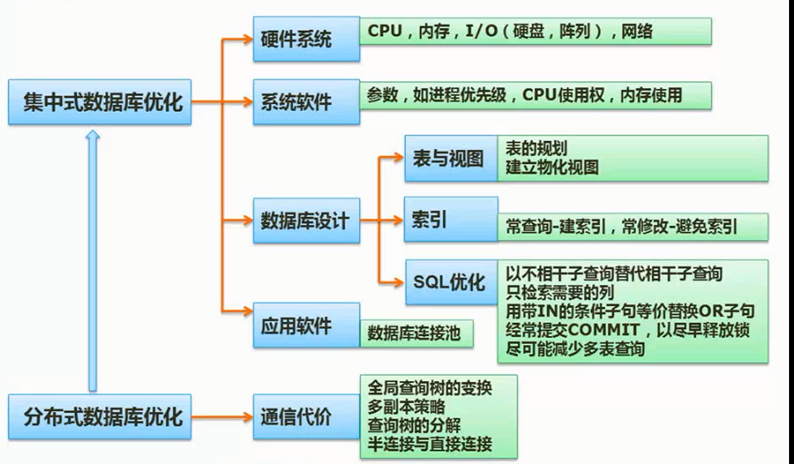 集中式数据库优化
硬件系统
CPU，内存，I/O（硬盘，阵列），网络
系统软件
参数，如进程优先级，CPU使用权，内存使用
数据库设计
表与视图
表的规划
建立物化视图
索引
常查询-建索引，常修改-避免索引
SQL优化
以不相干子查询替代相干子查询
只检索需要的列
用带IN的条件子句等价替换OR子句
经常提交COMMIT，以尽早释放锁
尽可能减少多表查询
应用软件
数据库连接池
分布式数据库优化
通信代价
全局查询树的变换
多副本策略
查询树的分解
半连接与直接连接